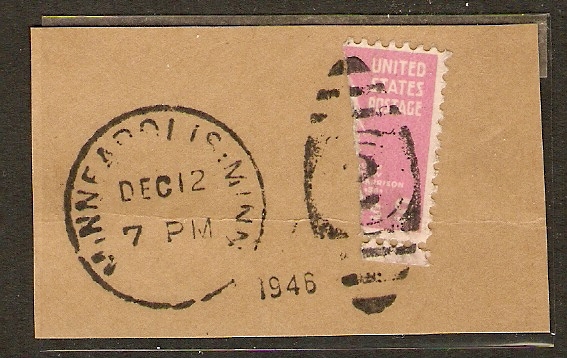 MINNEAPOLIS. MINN.
DEC 12
7 PM
1946
UNITED
STATES
POSTAGE